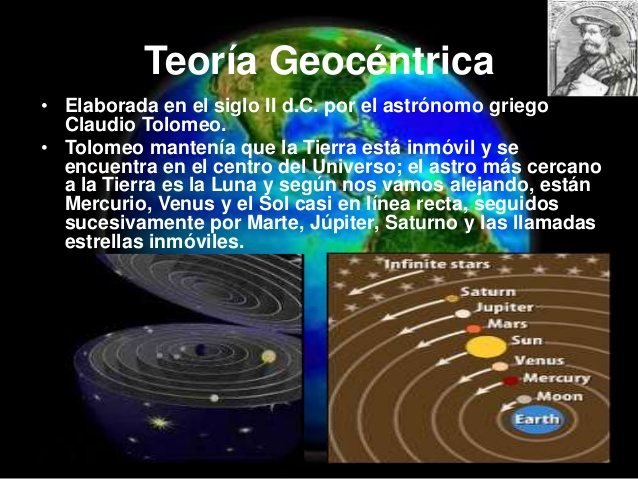 Teoría Geocéntrica
• Elaborada en el siglo II d.C. por el astrónomo griego
Claudio Tolomeo.
• Tolomeo mantenía que la Tierra está inmóvil y se
encuentra en el centro del Universo; el astro más cercano
a la Tierra es la Luna y según nos vamos alejando, están
Mercurio, Venus y el Sol casi en línea recta, seguidos
sucesivamente por Marte, Júpiter, Saturno y las llamadas
estrellas inmóviles.
Infinite stars
Saturn
Jupiter
Mars
Sun
Venus
Mercury
Moon
Earth